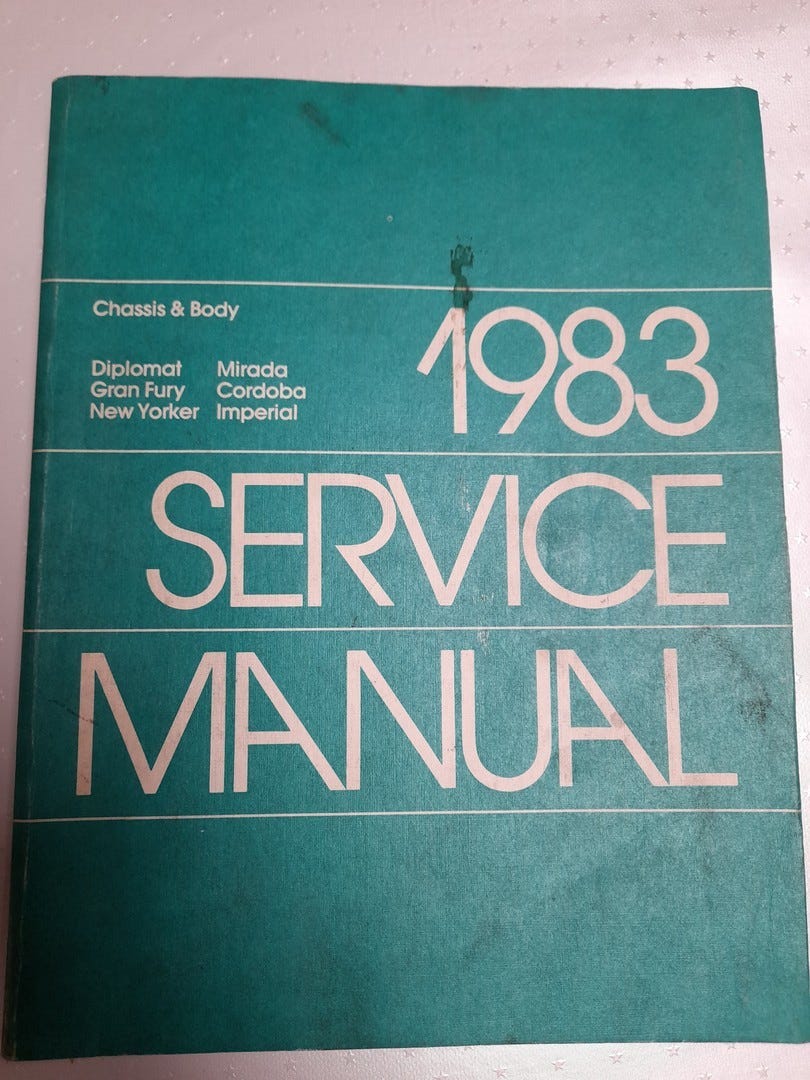 Chassis & Body
1983
Diplomat Mirada
Gran Fury Cordoba
New Yorker Imperial
SERVICE
MANUAL